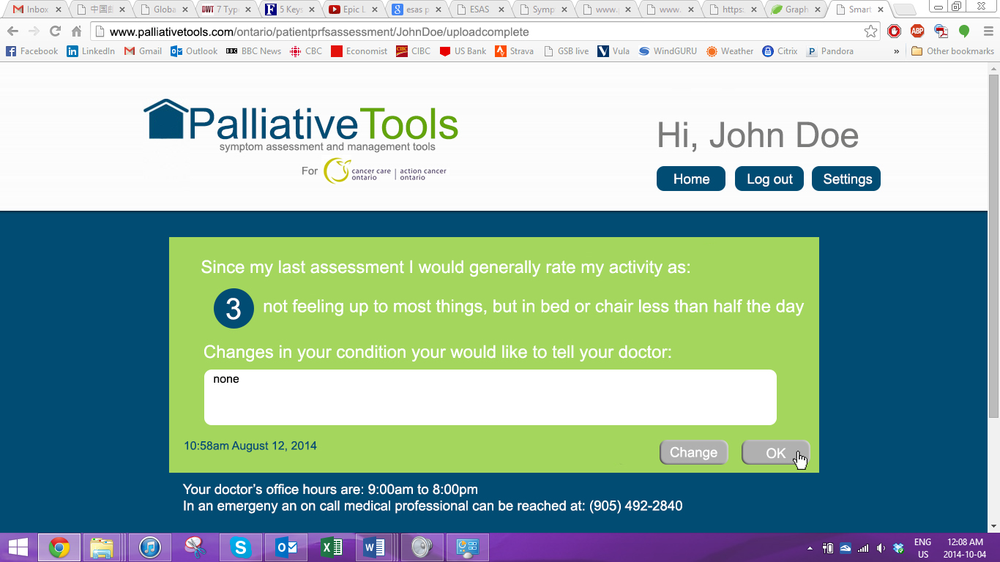 Inbox
中国曲
Globa
DWT 7 Type
F 5 Key
Epic L
esas p
ESAS
Symp
www.
www.
https:
Graph
Smart
www.palliativetools.com/ontario/patientprfsassessment/JohnDoe/uploadcomplete
ABP
Facebook
LinkedIn
Gmail
Outlook
BBC News
CBC
Economist
CIBC
US Bank
Strava
GSB live
Vula
WindGURU
Weather
Citrix
Pandora
» Other bookmarks
PalliativeTools
symptom assessment and management tools
For cancer care ontario | action cancer ontario
Hi, John Doe
Home
Log out
Settings
Since my last assessment I would generally rate my activity as:
3 not feeling up to most things, but in bed or chair less than half the day
Changes in your condition your would like to tell your doctor:
none
10:58am August 12, 2014
Change
OK
Your doctor’s office hours are: 9:00am to 8:00pm
In an emergeny an on call medical professional can be reached at: (905) 492-2840
ENG
US
12:08 AM
2014-10-04